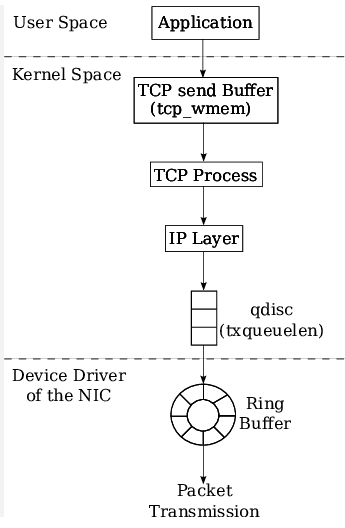 User Space
Application
Kernel Space
TCP send Buffer
(tcp_wmem)
TCP Process
IP Layer
qdisc
(txqueuelen)
Device Driver
of the NIC
Ring
Buffer
Packet
Transmission